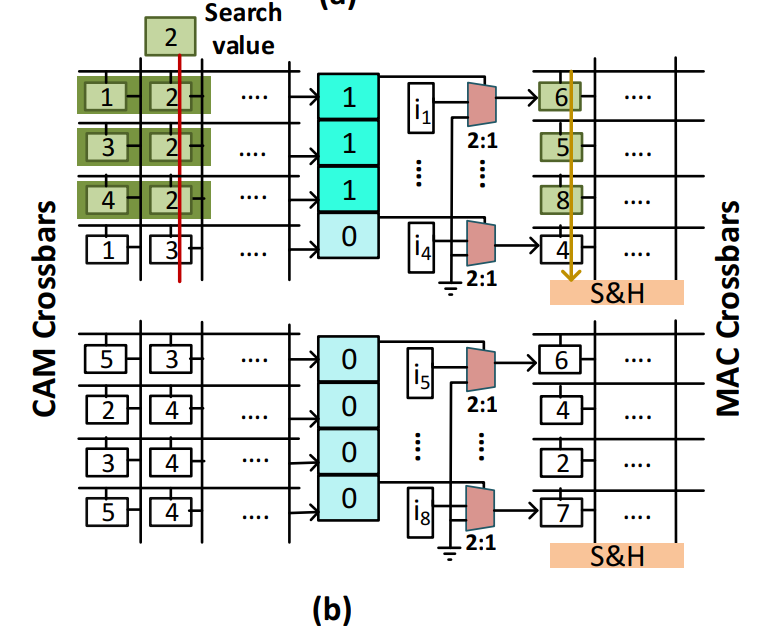 (a)
Search
value
2
1 2 .... 1 i1 6 ....
2:1
3 2 .... 1 5 ....
4 2 .... 1 8 ....
1 3 .... 0 i4 4 ....
2:1
S&H
CAM Crossbars
MAC Crossbars
5 3 .... 0 i5 6 ....
2:1
2 4 .... 0 4 ....
3 4 .... 0 2 ....
5 4 .... 0 i8 7 ....
2:1
S&H
(b)